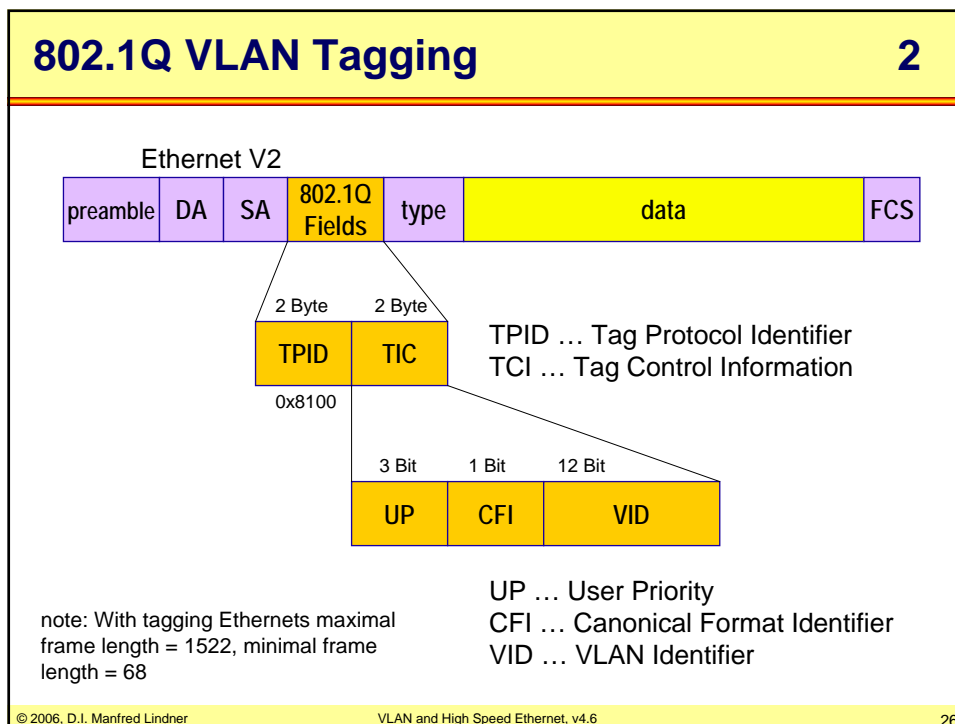 802.1Q VLAN Tagging 2
Ethernet V2
preamble DA SA 802.1Q Fields type data FCS
2 Byte 2 Byte
TPID TIC
0x8100
TPID … Tag Protocol Identifier
TCI … Tag Control Information
3 Bit 1 Bit 12 Bit
UP CFI VID
UP … User Priority
CFI … Canonical Format Identifier
VID … VLAN Identifier
note: With tagging Ethernets maximal
frame length = 1522, minimal frame
length = 68
© 2006, D.I. Manfred Lindner VLAN and High Speed Ethernet, v4.6 26